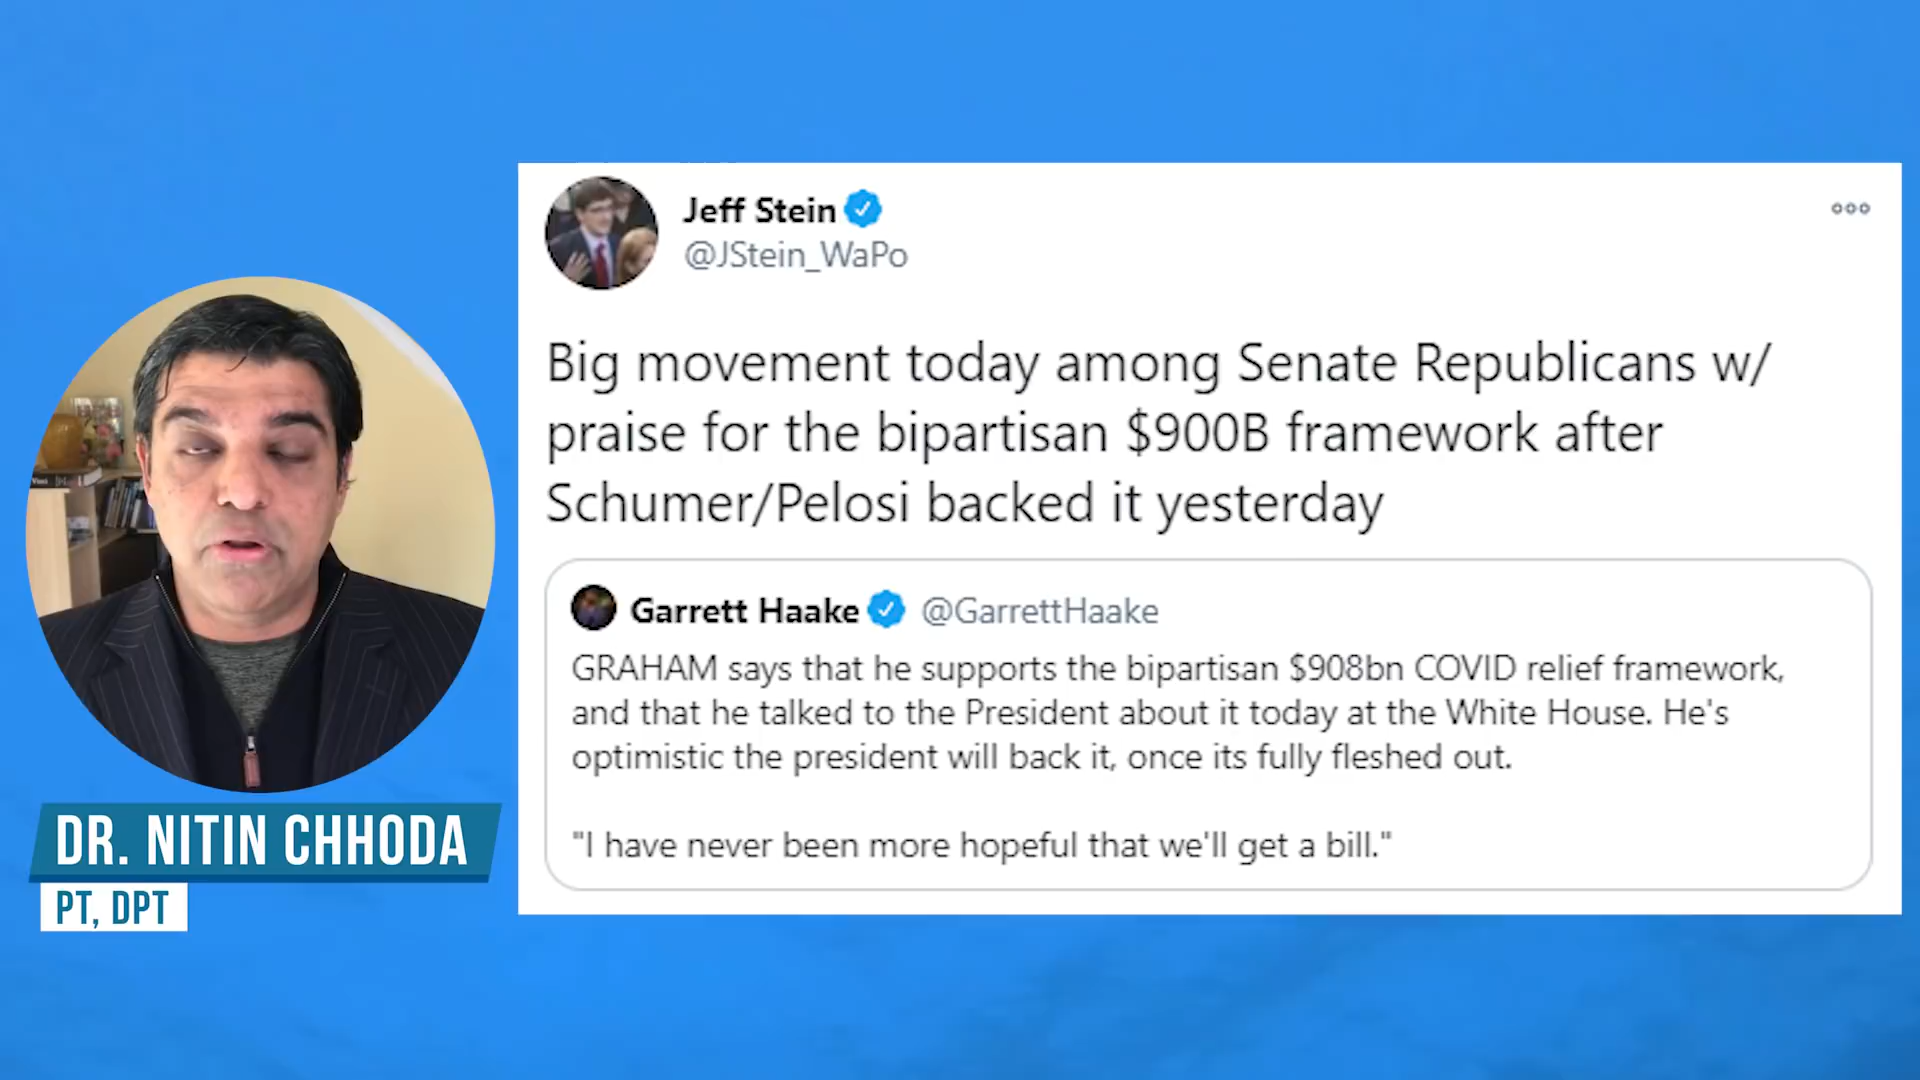 Jeff Stein
@JStein_WaPo
Big movement today among Senate Republicans w/
praise for the bipartisan $900B framework after
Schumer/Pelosi backed it yesterday
Garrett Haake @GarrettHaake
GRAHAM says that he supports the bipartisan $908bn COVID relief framework,
and that he talked to the President about it today at the White House. He's
optimistic the president will back it, once its fully fleshed out.
"I have never been more hopeful that we'll get a bill."
DR. NITIN CHHODA
PT, DPT